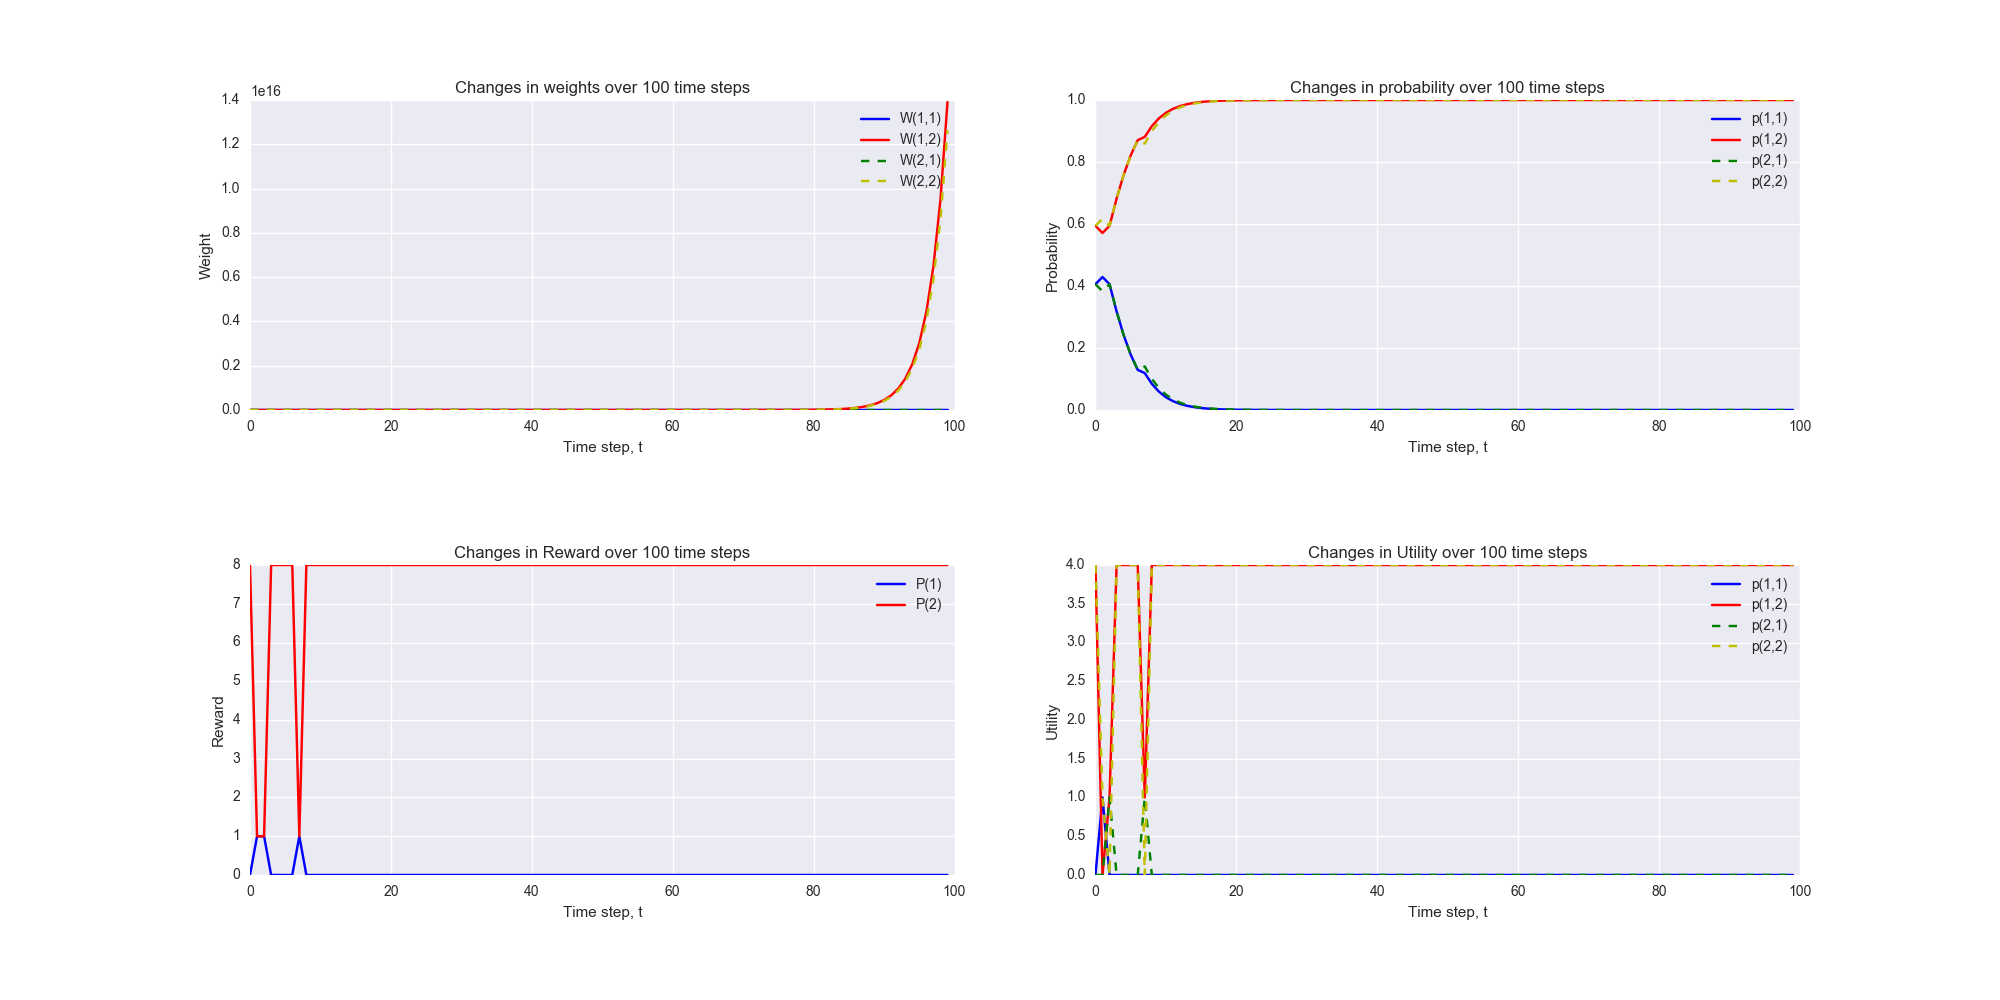 Changes in weights over 100 time steps
1e16
1.4
1.2
1.0
0.8
0.6
0.4
0.2
0.0
Weight
W(1,1)
W(1,2)
W(2,1)
W(2,2)
0 20 40 60 80 100
Time step, t
Changes in probability over 100 time steps
1.0
0.8
0.6
0.4
0.2
0.0
Probability
p(1,1)
p(1,2)
p(2,1)
p(2,2)
0 20 40 60 80 100
Time step, t
Changes in Reward over 100 time steps
8
7
6
5
4
3
2
1
0
Reward
P(1)
P(2)
0 20 40 60 80 100
Time step, t
Changes in Utility over 100 time steps
4.0
3.5
3.0
2.5
2.0
1.5
1.0
0.5
0.0
Utility
p(1,1)
p(1,2)
p(2,1)
p(2,2)
0 20 40 60 80 100
Time step, t